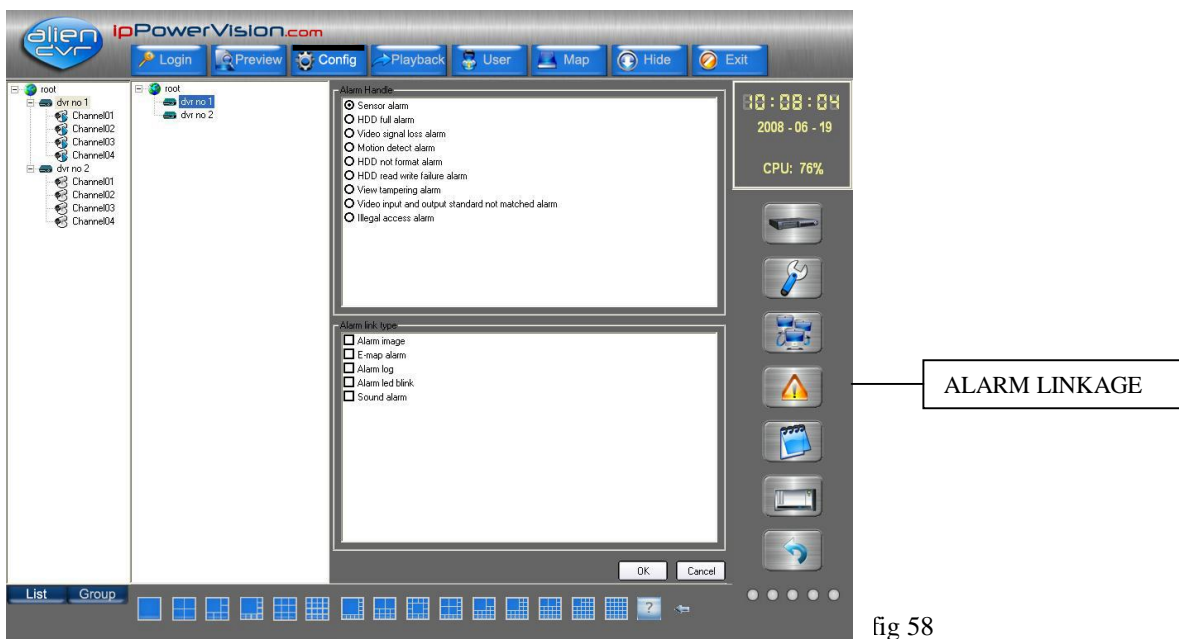 alien dvr
ipPowerVision.com
Login Preview Config Playback User Map Hide Exit
root
dvr no 1
Channel01
Channel02
Channel03
Channel04
dvr no 2
Channel01
Channel02
Channel03
Channel04
root
dvr no 1
dvr no 2
Alarm Handle
Sensor alarm
HDD full alarm
Video signal loss alarm
Motion detect alarm
HDD not format alarm
HDD read write failure alarm
View tampering alarm
Video input and output standard not matched alarm
Illegal access alarm
Alarm link type
Alarm image
E-map alarm
Alarm log
Alarm led blink
Sound alarm
OK Cancel
10:08:04
2008 - 06 - 19
CPU: 76%
ALARM LINKAGE
List Group
?
fig 58